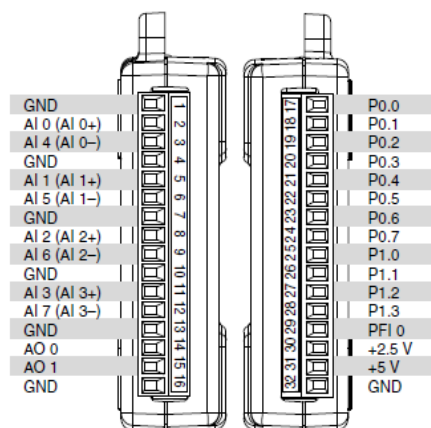 GND 1
AI 0 (AI 0+) 2
AI 4 (AI 0–) 3
GND 4
AI 1 (AI 1+) 5
AI 5 (AI 1–) 6
GND 7
AI 2 (AI 2+) 8
AI 6 (AI 2–) 9
GND 10
AI 3 (AI 3+) 11
AI 7 (AI 3–) 12
GND 13
AO 0 14
AO 1 15
GND 16
17 P0.0
18 P0.1
19 P0.2
20 P0.3
21 P0.4
22 P0.5
23 P0.6
24 P0.7
25 P1.0
26 P1.1
27 P1.2
28 P1.3
29 PFI 0
30 +2.5 V
31 +5 V
32 GND